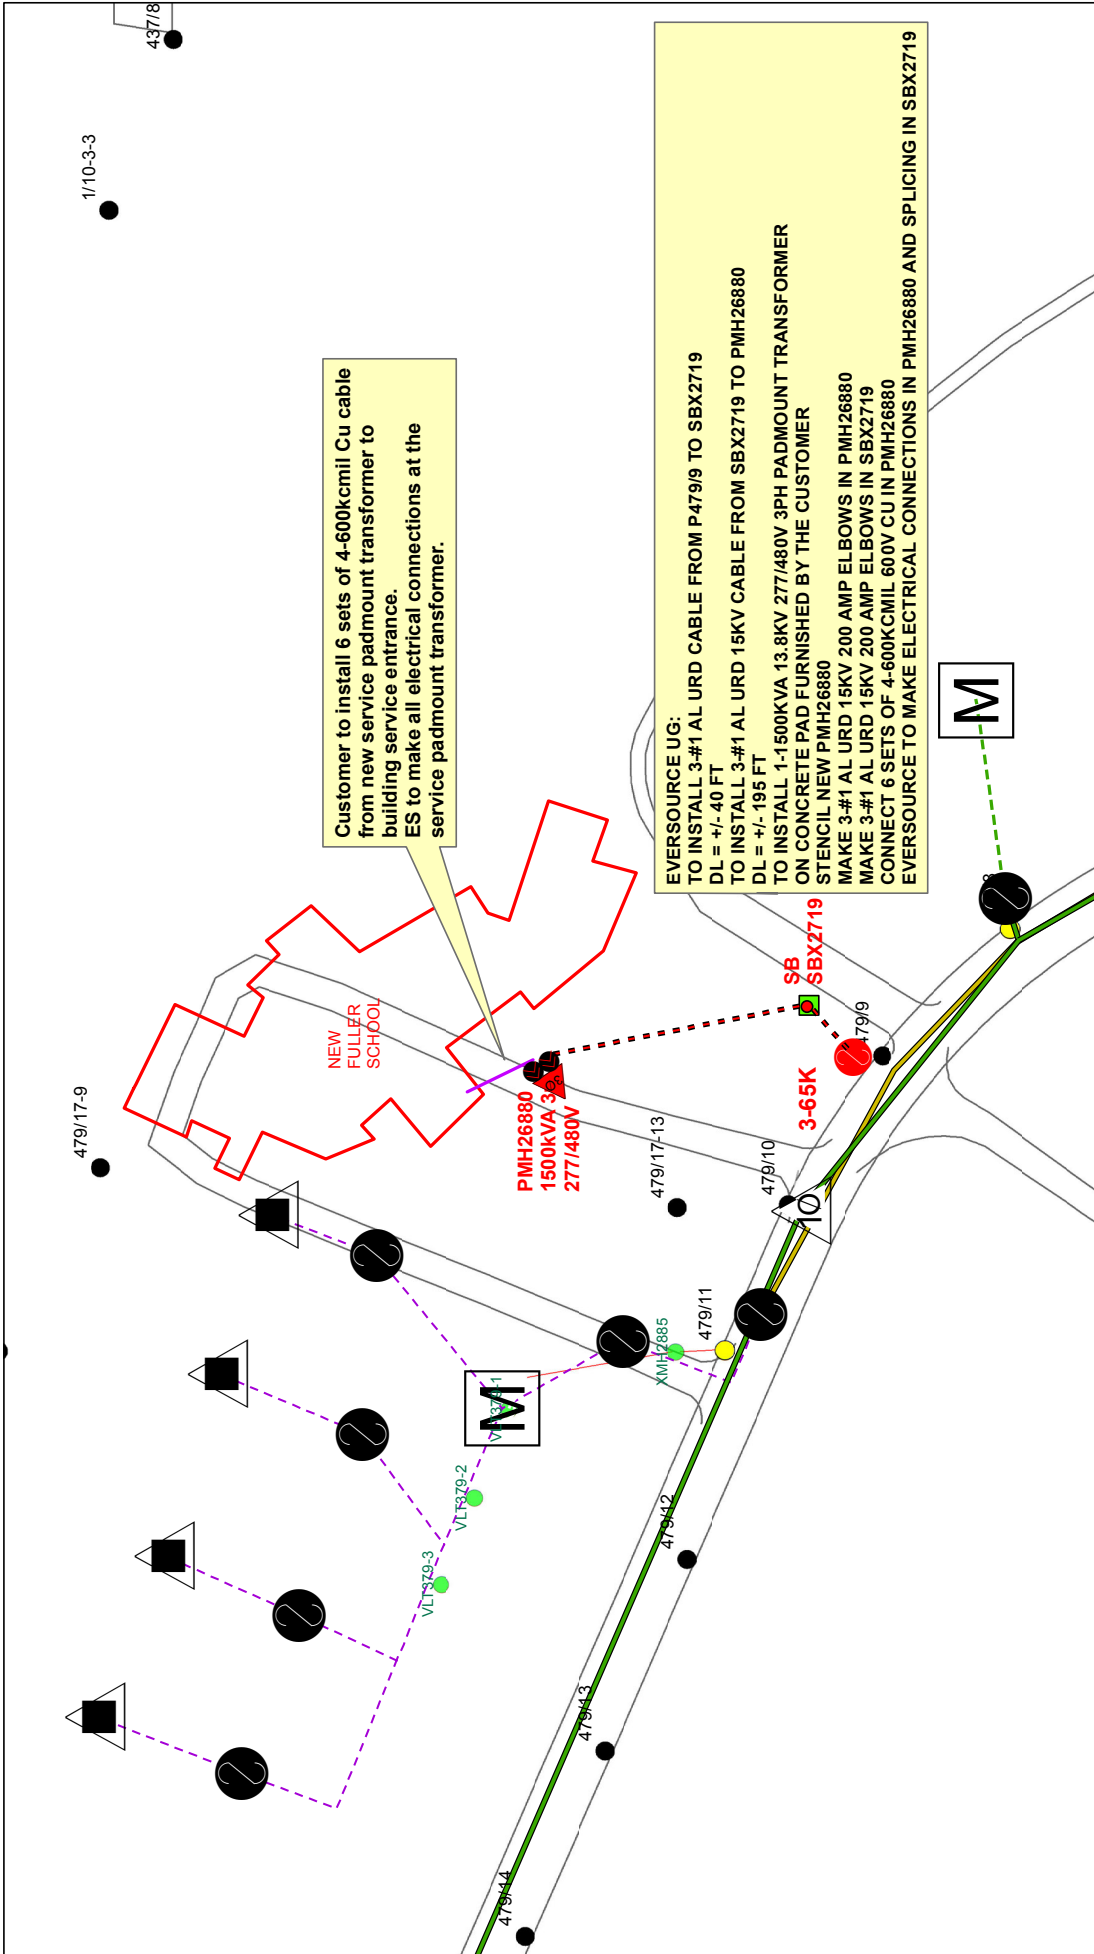 437/8
1/10-3-3
Customer to install 6 sets of 4-600kcmil Cu cable
from new service padmount transformer to
building service entrance.
ES to make all electrical connections at the
service padmount transformer.
EVERSOURCE UG:
TO INSTALL 3-#1 AL URD CABLE FROM P479/9 TO SBX2719
DL = +/- 40 FT
TO INSTALL 3-#1 AL URD 15KV CABLE FROM SBX2719 TO PMH26880
DL = +/- 195 FT
TO INSTALL 1-1500KVA 13.8KV 277/480V 3PH PADMOUNT TRANSFORMER
ON CONCRETE PAD FURNISHED BY THE CUSTOMER
STENCIL NEW PMH26880
MAKE 3-#1 AL URD 15KV 200 AMP ELBOWS IN PMH26880
MAKE 3-#1 AL URD 15KV 200 AMP ELBOWS IN SBX2719
CONNECT 6 SETS OF 4-600KCMIL 600V CU IN PMH26880
EVERSOURCE TO MAKE ELECTRICAL CONNECTIONS IN PMH26880 AND SPLICING IN SBX2719
M
NEW
FULLER
SCHOOL
SB
SBX2719
479/9
3-65K
3Ø
PMH26880
1500kVA 3Ø
277/480V
479/17-9
479/17-13
479/10
1Ø
479/11
XMH2885
M
VLT379-1
VLT379-2
VLT379-3
479/12
479/13
479/14